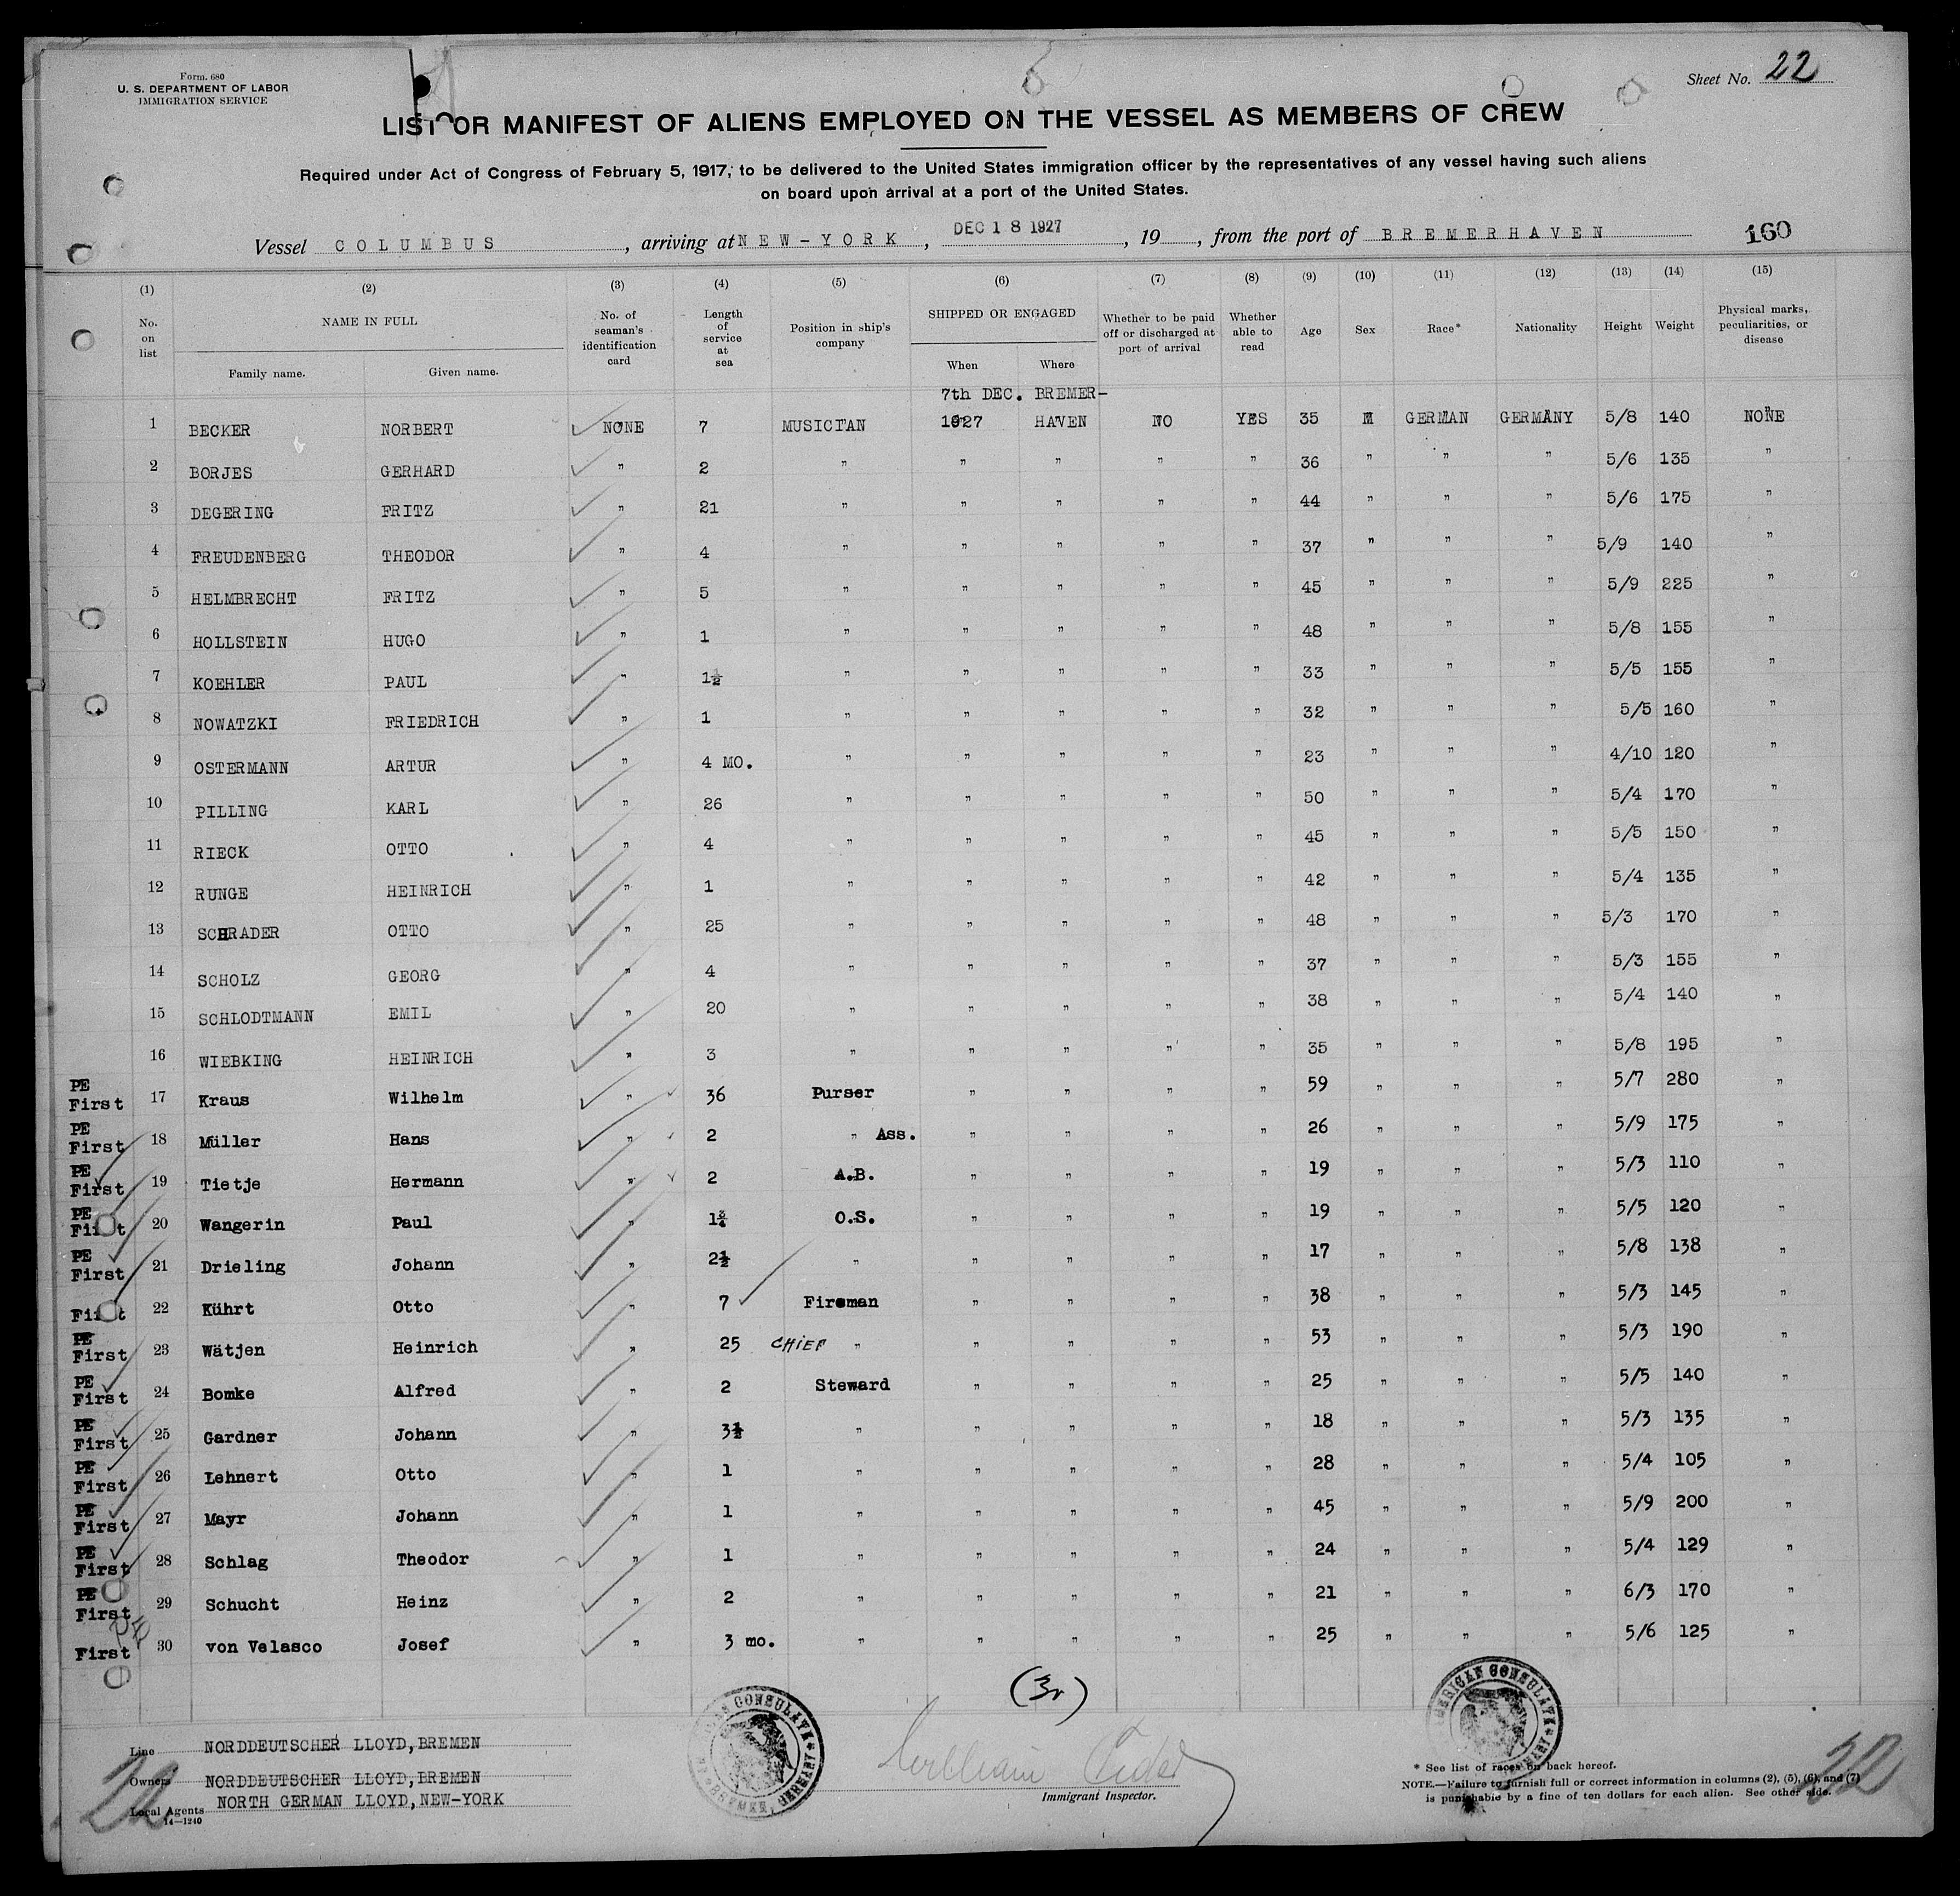 Form. 680
U. S. DEPARTMENT OF LABOR
IMMIGRATION SERVICE
Sheet No. 22
LIST OR MANIFEST OF ALIENS EMPLOYED ON THE VESSEL AS MEMBERS OF CREW
Required under Act of Congress of February 5, 1917, to be delivered to the United States immigration officer by the representatives of any vessel having such aliens
on board upon arrival at a port of the United States.
Vessel COLUMBUS, arriving at NEW-YORK, DEC 18 1927, 19, from the port of BREMERHAVEN 160
(1) (2) (3) (4) (5) (6) (7) (8) (9) (10) (11) (12) (13) (14) (15)
No. on list NAME IN FULL Family name. Given name. No. of seaman's identification card Length of service at sea Position in ship's company SHIPPED OR ENGAGED When Where Whether to be paid off or discharged at port of arrival Whether able to read Age Sex Race* Nationality Height Weight Physical marks, peculiarities, or disease
7th DEC. BREMER-
1 BECKER NORBERT NONE 7 MUSICIAN 1927 HAVEN NO YES 35 M GERMAN GERMANY 5/8 140 NONE
2 BORJES GERHARD " 2 " " " " " 36 " " " 5/6 135 "
3 DEGERING FRITZ " 21 " " " " " 44 " " " 5/6 175 "
4 FREUDENBERG THEODOR " 4 " " " " " 37 " " " 5/9 140 "
5 HELMBRECHT FRITZ " 5 " " " " " 45 " " " 5/9 225 "
6 HOLLSTEIN HUGO " 1 " " " " " 48 " " " 5/8 155 "
7 KOEHLER PAUL " 1½ " " " " " 33 " " " 5/5 155 "
8 NOWATZKI FRIEDRICH " 1 " " " " " 32 " " " 5/5 160 "
9 OSTERMANN ARTUR " 4 MO. " " " " " 23 " " " 4/10 120 "
10 PILLING KARL " 26 " " " " " 50 " " " 5/4 170 "
11 RIECK OTTO " 4 " " " " " 45 " " " 5/5 150 "
12 RUNGE HEINRICH " 1 " " " " " 42 " " " 5/4 135 "
13 SCHRADER OTTO " 25 " " " " " 48 " " " 5/3 170 "
14 SCHOLZ GEORG " 4 " " " " " 37 " " " 5/3 155 "
15 SCHLODTMANN EMIL " 20 " " " " " 38 " " " 5/4 140 "
16 WIEBKING HEINRICH " 3 " " " " " 35 " " " 5/8 195 "
PE
First 17 Kraus Wilhelm " 36 Purser " " " " 59 " " " 5/7 280 "
PE
First 18 Müller Hans " 2 " Ass. " " " " 26 " " " 5/9 175 "
PE
First 19 Tietje Hermann " 2 A.B. " " " " 19 " " " 5/3 110 "
PE
First 20 Wangerin Paul " 1¾ O.S. " " " " 19 " " " 5/5 120 "
PE
First 21 Drieling Johann " 2½ " " " " " 17 " " " 5/8 138 "
First 22 Kührt Otto " 7 Fireman " " " " 38 " " " 5/3 145 "
PE
First 23 Wätjen Heinrich " 25 CHIEF " " " " " 53 " " " 5/3 190 "
PE
First 24 Bomke Alfred " 2 Steward " " " " 25 " " " 5/5 140 "
PE
First 25 Gardner Johann " 3½ " " " " " 18 " " " 5/3 135 "
PE
First 26 Lehnert Otto " 1 " " " " " 28 " " " 5/4 105 "
PE
First 27 Mayr Johann " 1 " " " " " 45 " " " 5/9 200 "
PE
First 28 Schlag Theodor " 1 " " " " " 24 " " " 5/4 129 "
PE
First 29 Schucht Heinz " 2 " " " " " 21 " " " 6/3 170 "
First 30 von Velasco Josef " 3 mo. " " " " " 25 " " " 5/6 125 "
Line NORDDEUTSCHER LLOYD,BREMEN
Owners NORDDEUTSCHER LLOYD,BREMEN
Local Agents NORTH GERMAN LLOYD,NEW-YORK
14—1240
22
AMERICAN CONSULATE
William
Immigrant Inspector.
AMERICAN CONSULATE
* See list of races on back hereof.
NOTE.—Failure to furnish full or correct information in columns (2), (5), (6), and (7)
is punishable by a fine of ten dollars for each alien. See other side.
22